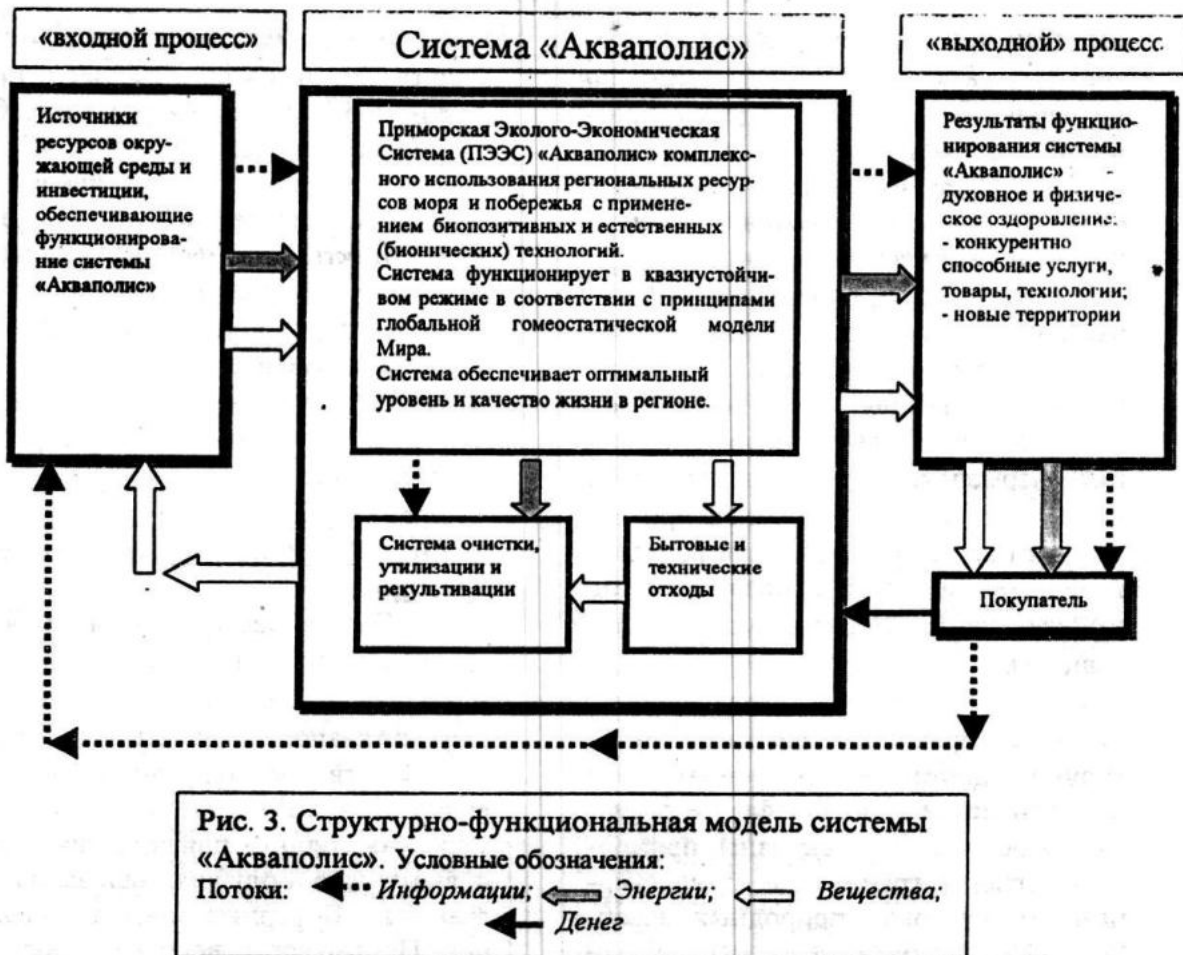 «входной процесс»
Система «Акваполис»
«выходной» процесс
Источники
ресурсов окру-
жающей среды и
инвестиции,
обеспечивающие
функционирова-
ние системы
«Акваполис»
Приморская Эколого-Экономическая
Система (ПЭЭС) «Акваполис» комплекс-
ного использования региональных ресур-
сов моря и побережья с примене-
нием биопозитивных и естественных
(бионических) технологий.
Система функционирует в квазиустойчи-
вом режиме в соответствии с принципами
глобальной гомеостатической модели
Мира.
Система обеспечивает оптимальный
уровень и качество жизни в регионе.
Результаты функцио-
нирования системы
«Акваполис» -
духовное и физиче-
ское оздоровление:
- конкурентно
способные услуги,
товары, технологии;
- новые территории
Система очистки,
утилизации и
рекультивации
Бытовые и
технические
отходы
Покупатель
Рис. 3. Структурно-функциональная модель системы
«Акваполис». Условные обозначения:
Потоки: Информации; Энергии; Вещества;
Денег